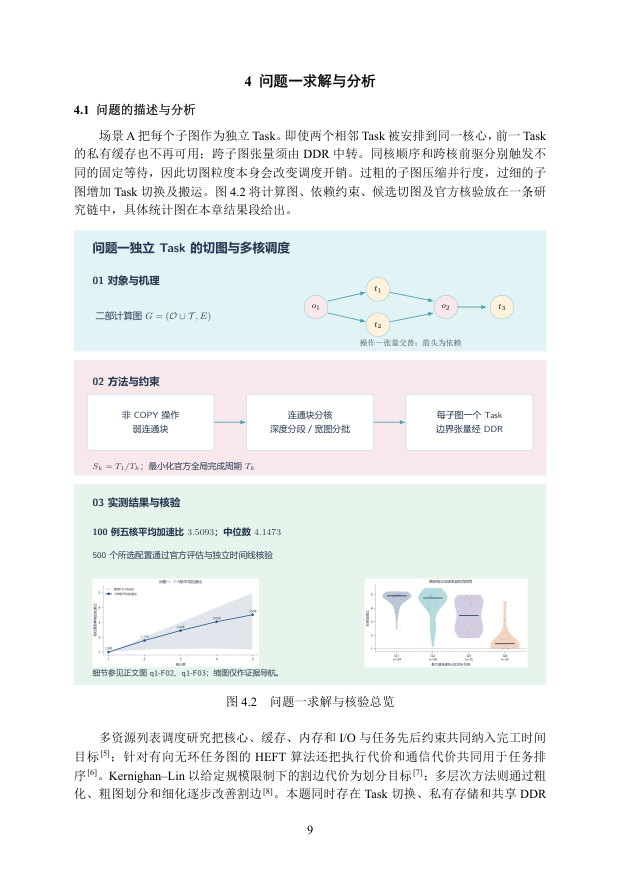 4 问题一求解与分析
4.1 问题的描述与分析
场景 A 把每个子图作为独立 Task。即使两个相邻 Task 被安排到同一核心，前一 Task
的私有缓存也不再可用；跨子图张量须由 DDR 中转。同核顺序和跨核前驱分别触发不
同的固定等待，因此切图粒度本身会改变调度开销。过粗的子图压缩并行度，过细的子
图增加 Task 切换及搬运。图 4.2 将计算图、依赖约束、候选切图及官方核验放在一条研
究链中，具体统计图在本章结果段给出。
问题一独立 Task 的切图与多核调度
01 对象与机理
二部计算图 G = (O ∪ T, E)
o₁
t₁
t₂
o₂
t₃
操作—张量交替；箭头为依赖
02 方法与约束
非 COPY 操作
弱连通块
连通块分核
深度分段 / 宽图分批
每子图一个 Task
边界张量经 DDR
Sₖ = T₁/Tₖ；最小化官方全局完成周期 Tₖ
03 实测结果与核验
100 例五核平均加速比 3.5093；中位数 4.1473
500 个所选配置通过官方评估与独立时间线核验
细节参见正文图 q1-F02、q1-F03；缩图仅作证据导航。
图 4.2 问题一求解与核验总览
多资源列表调度研究把核心、缓存、内存和 I/O 与任务先后约束共同纳入完工时间
目标[5]；针对有向无环任务图的 HEFT 算法还把执行代价和通信代价共同用于任务排
序[6]。Kernighan–Lin 以给定规模限制下的割边代价为划分目标[7]；多层次方法则通过粗
化、粗图划分和细化逐步改善割边[8]。本题同时存在 Task 切换、私有存储和共享 DDR
9